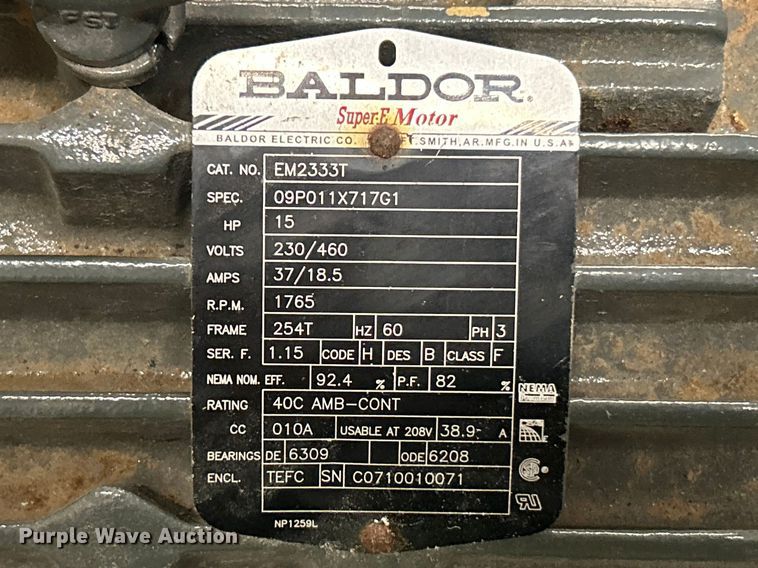 PSI
BALDOR
Super-E Motor
BALDOR ELECTRIC CO. FT.SMITH,AR.MFG.IN U.S.A.
CAT. NO. EM2333T
SPEC. 09P011X717G1
HP 15
VOLTS 230/460
AMPS 37/18.5
R.P.M. 1765
FRAME 254T HZ 60 PH 3
SER. F. 1.15 CODE H DES B CLASS F
NEMA NOM. EFF. 92.4 % P.F. 82 %
RATING 40C AMB-CONT
CC 010A USABLE AT 208V 38.9 A
BEARINGS DE 6309 ODE 6208
ENCL. TEFC SN C0710010071
NEMA
NP1259L
Purple Wave Auction